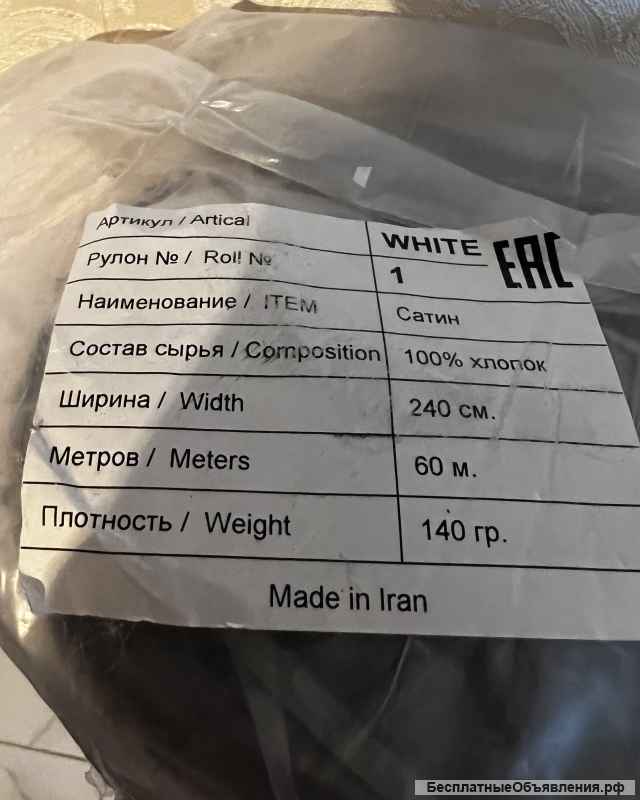 Артикул / Artical WHITE
EAC
Рулон № / Roll № 1
Наименование / ITEM Сатин
Состав сырья / Composition 100% хлопок
Ширина / Width 240 см.
Метров / Meters 60 м.
Плотность / Weight 140 гр.
Made in Iran
БесплатныеОбъявления.рф